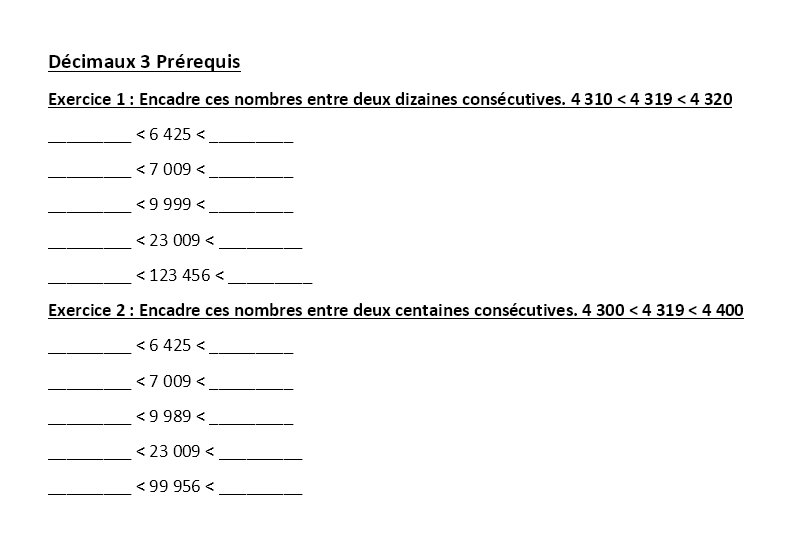 Décimaux 3 Prérequis
Exercice 1 : Encadre ces nombres entre deux dizaines consécutives. 4 310 < 4 319 < 4 320
_________ < 6 425 < _________
_________ < 7 009 < _________
_________ < 9 999 < _________
_________ < 23 009 < _________
_________ < 123 456 < _________
Exercice 2 : Encadre ces nombres entre deux centaines consécutives. 4 300 < 4 319 < 4 400
_________ < 6 425 < _________
_________ < 7 009 < _________
_________ < 9 989 < _________
_________ < 23 009 < _________
_________ < 99 956 < _________